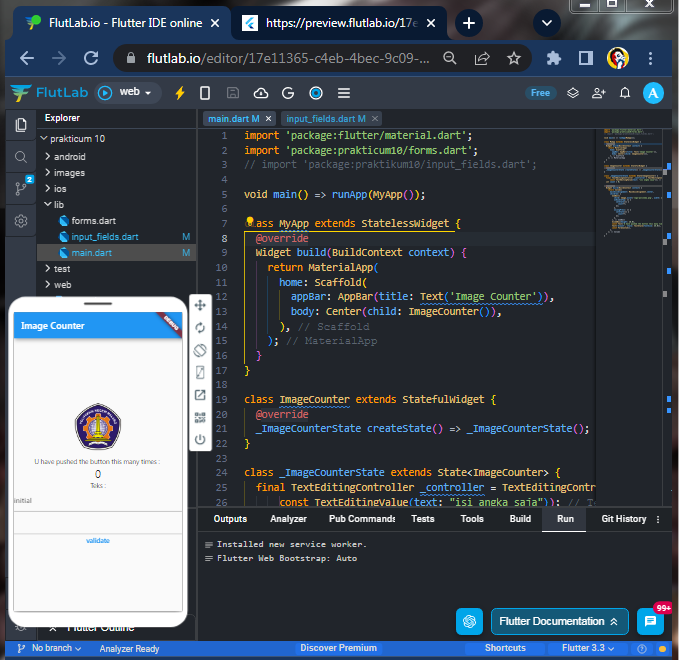 FlutLab.io - Flutter IDE online
https://preview.flutlab.io/17e
flutlab.io/editor/17e11365-c4eb-4bec-9c09-...
FlutLab
web
Free
A
Explorer
prakticum 10
android
images
ios
lib
forms.dart
input_fields.dart M
main.dart M
test
web
2
main.dart M
input_fields.dart M
1 import 'package:flutter/material.dart';
2 import 'package:prakticum10/forms.dart';
3 // import 'package:praktikum10/input_fields.dart';
4
5 void main() => runApp(MyApp());
6
7 ass MyApp extends StatelessWidget {
8 @override
9 Widget build(BuildContext context) {
10 return MaterialApp(
11 home: Scaffold(
12 appBar: AppBar(title: Text('Image Counter')),
13 body: Center(child: ImageCounter()),
14 ), // Scaffold
15 ); // MaterialApp
16 }
17 }
18
19 class ImageCounter extends StatefulWidget {
20 @override
21 _ImageCounterState createState() => _ImageCounterState();
22 }
23
24 class _ImageCounterState extends State<ImageCounter> {
25 final TextEditingController _controller = TextEditingContr
26 const TextEditingValue(text: "isi angka saja")); // T
Image Counter
DEBUG
U have pushed the button this many times :
0
Teks :
Initial
validate
Flutter Outline
Outputs
Analyzer
Pub Commands
Tests
Tools
Build
Run
Git History
Installed new service worker.
Flutter Web Bootstrap: Auto
Flutter Documentation
99+
No branch
Analyzer Ready
Discover Premium
Shortcuts
Flutter 3.3